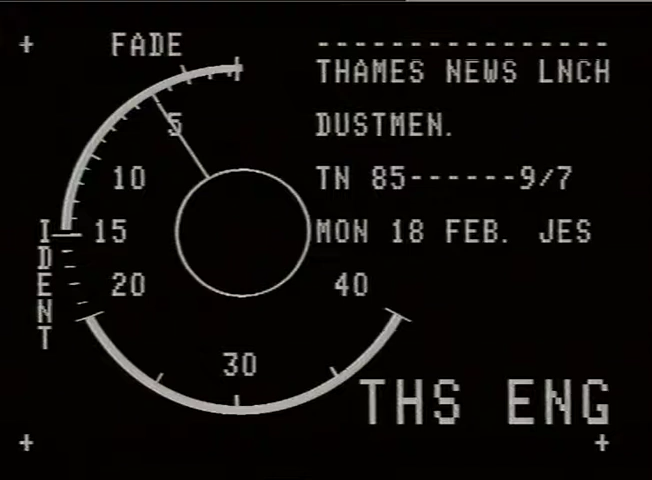 FADE
----------------
THAMES NEWS LNCH
DUSTMEN.
TN 85------9/7
MON 18 FEB. JES
5
10
15
20
30
40
IDENT
THS ENG